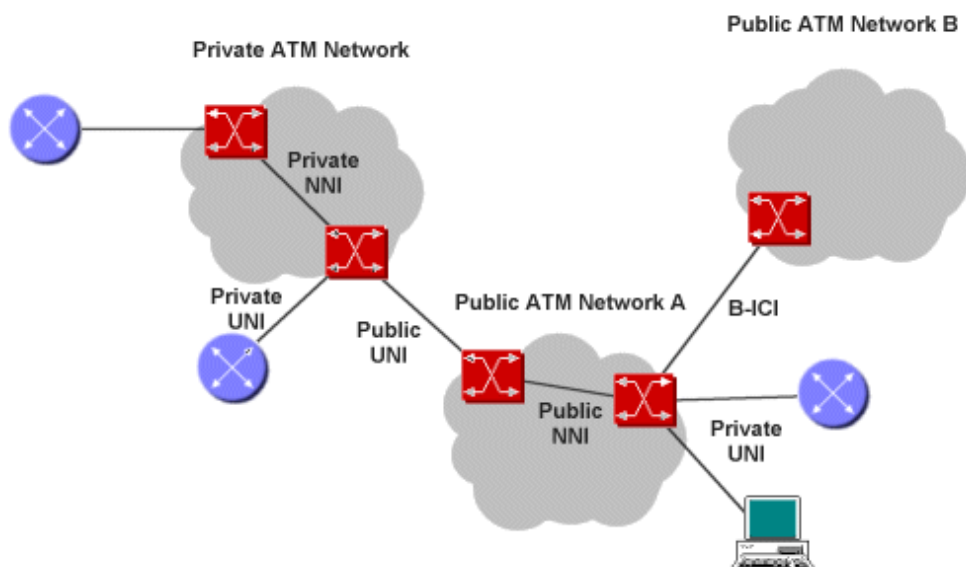 Public ATM Network B
Private ATM Network
Private
NNI
Private
UNI
Public
UNI
Public ATM Network A
B-ICI
Public
NNI
Private
UNI